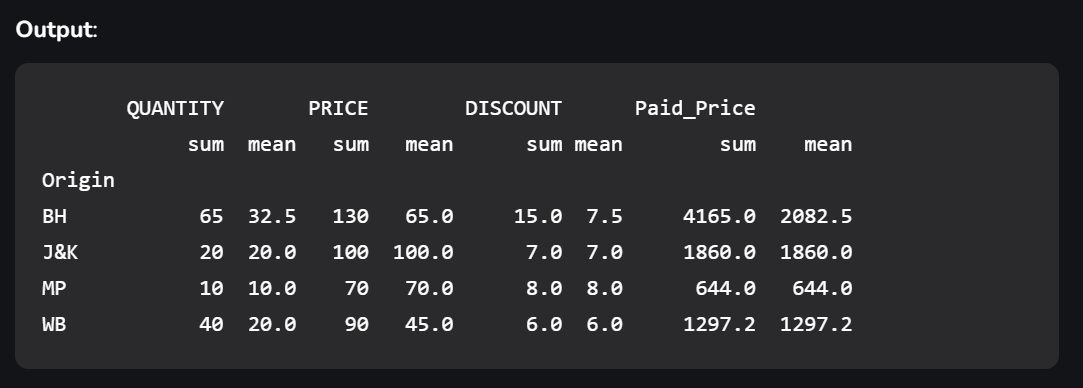 Output:
QUANTITY PRICE DISCOUNT Paid_Price
sum mean sum mean sum mean sum mean
Origin
BH 65 32.5 130 65.0 15.0 7.5 4165.0 2082.5
J&K 20 20.0 100 100.0 7.0 7.0 1860.0 1860.0
MP 10 10.0 70 70.0 8.0 8.0 644.0 644.0
WB 40 20.0 90 45.0 6.0 6.0 1297.2 1297.2